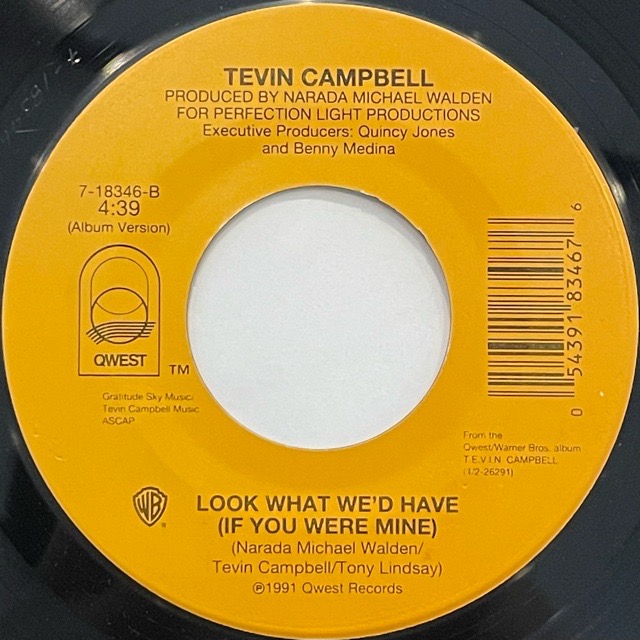 TEVIN CAMPBELL
PRODUCED BY NARADA MICHAEL WALDEN
FOR PERFECTION LIGHT PRODUCTIONS
Executive Producers: Quincy Jones
and Benny Medina
7-18346-B
4:39
(Album Version)
QWEST
TM
Gratitude Sky Music/
Tevin Campbell Music
ASCAP
0 54391 83467 6
From the
Qwest/Warner Bros. album
T.E.V.I.N. CAMPBELL
(1/2-26291)
WB
®
LOOK WHAT WE'D HAVE
(IF YOU WERE MINE)
(Narada Michael Walden/
Tevin Campbell/Tony Lindsay)
℗1991 Qwest Records